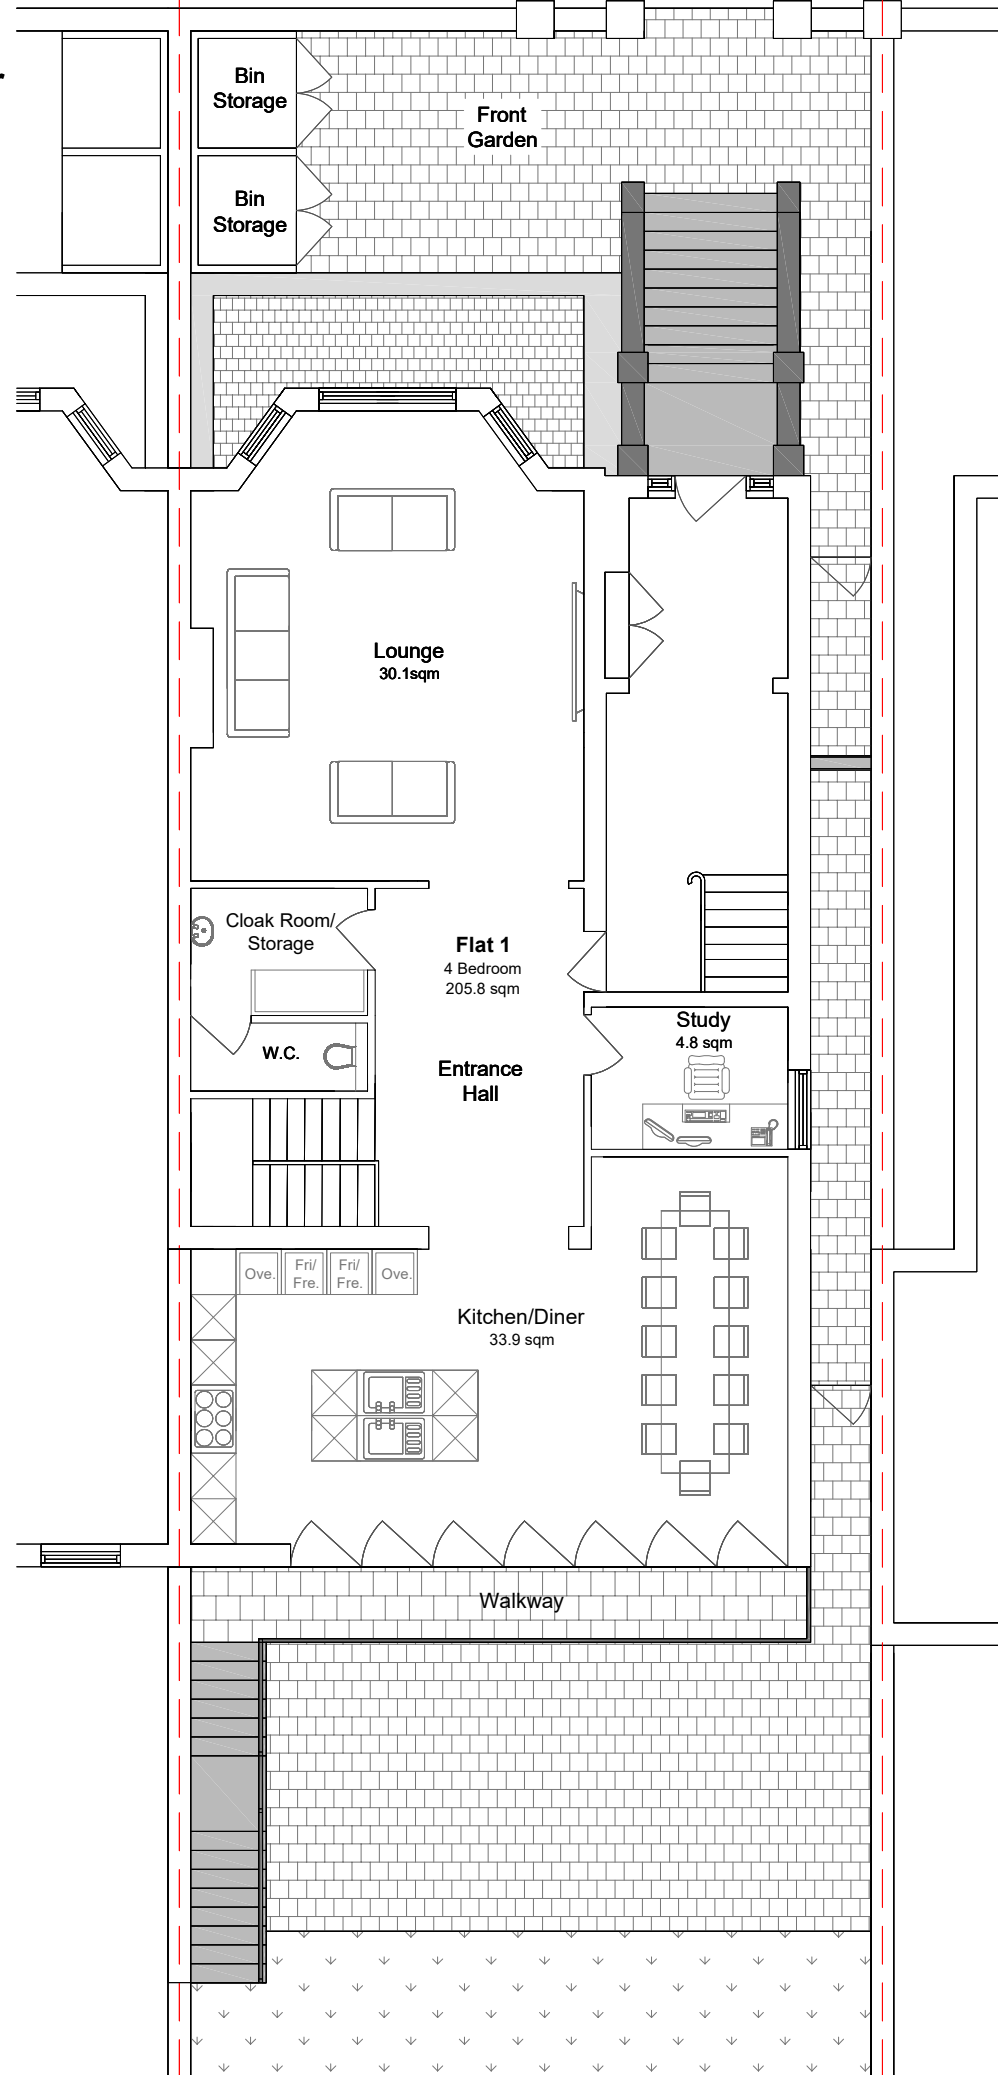 Bin
Storage
Front
Garden
Bin
Storage
Lounge
30.1sqm
Cloak Room/
Storage
Flat 1
4 Bedroom
205.8 sqm
Study
4.8 sqm
W.C.
Entrance
Hall
Ove.
Fri/
Fre.
Fri/
Fre.
Ove.
Kitchen/Diner
33.9 sqm
Walkway